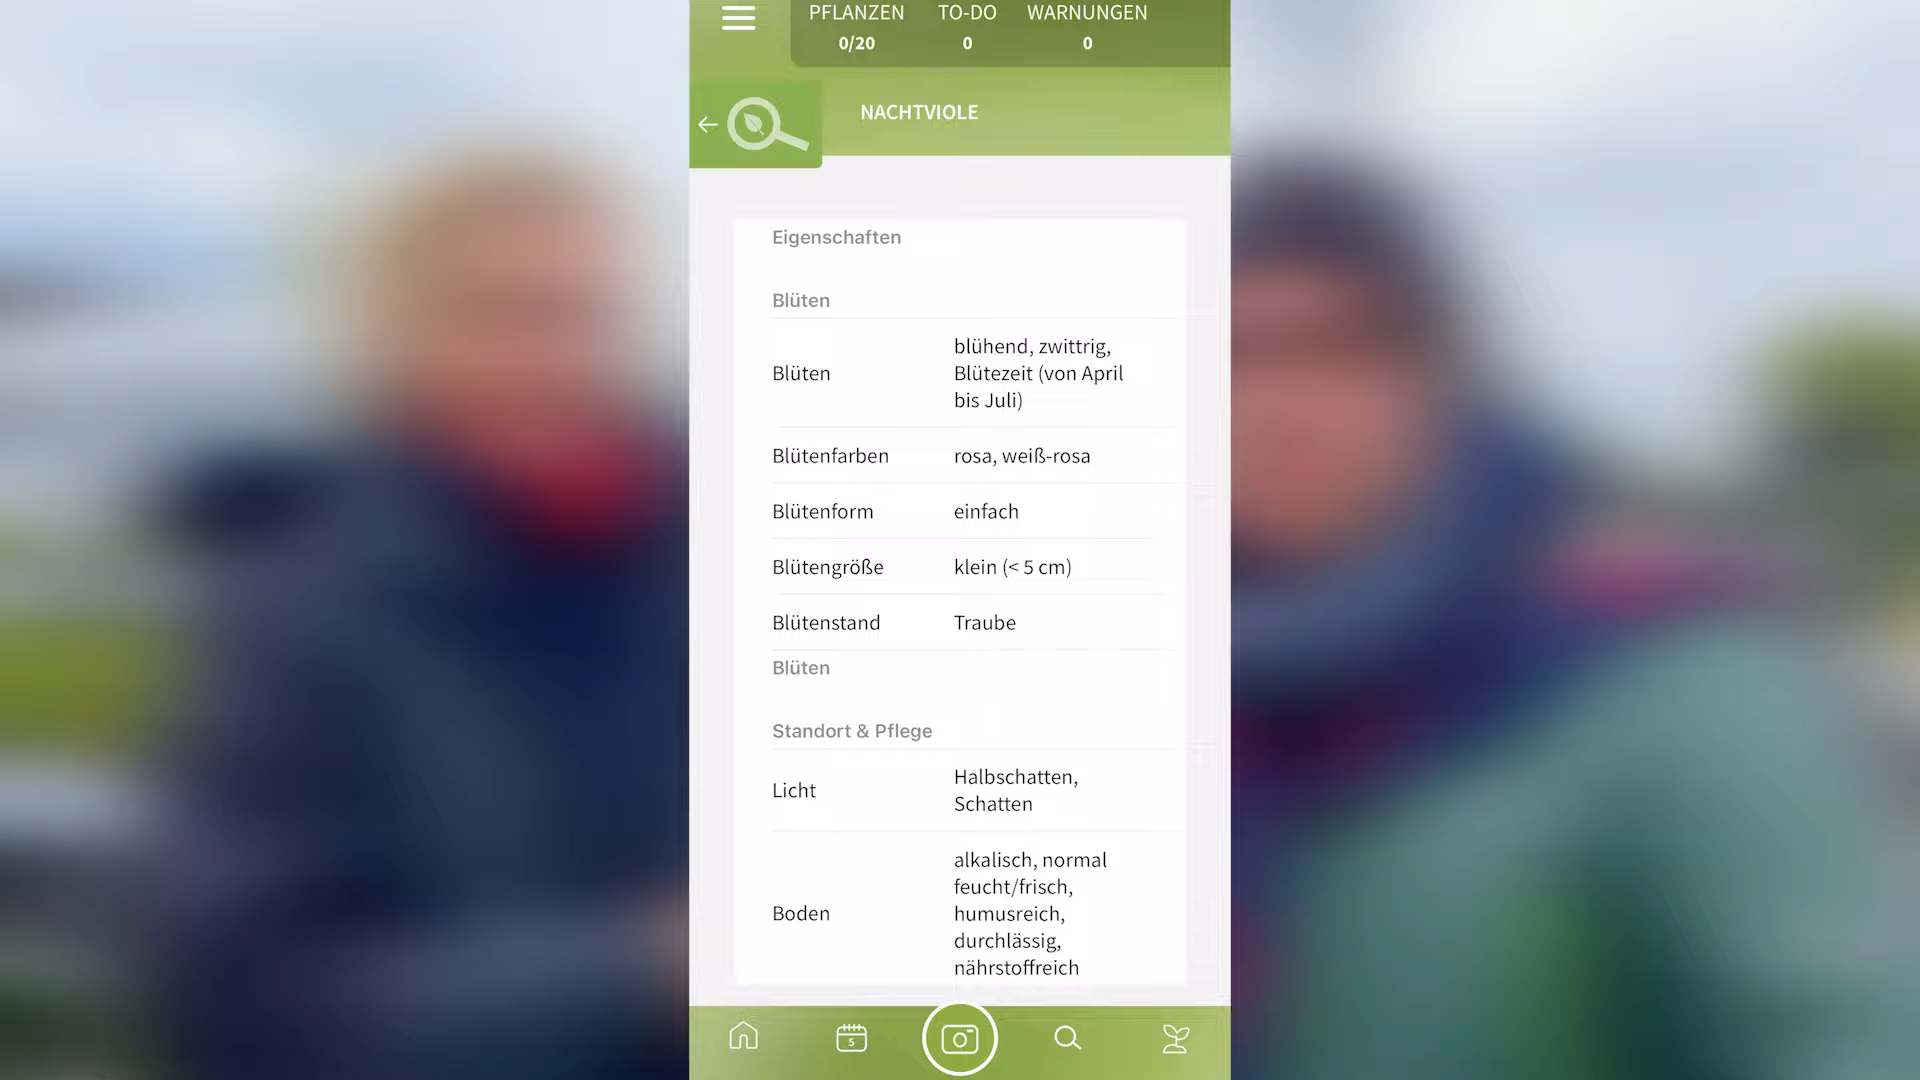 PFLANZEN TO-DO WARNUNGEN
0/20 0 0
NACHTVIOLE
Eigenschaften
Blüten
Blüten blühend, zwittrig,
Blütezeit (von April
bis Juli)
Blütenfarben rosa, weiß-rosa
Blütenform einfach
Blütengröße klein (< 5 cm)
Blütenstand Traube
Blüten
Standort & Pflege
Licht Halbschatten,
Schatten
Boden alkalisch, normal
feucht/frisch,
humusreich,
durchlässig,
nährstoffreich
5